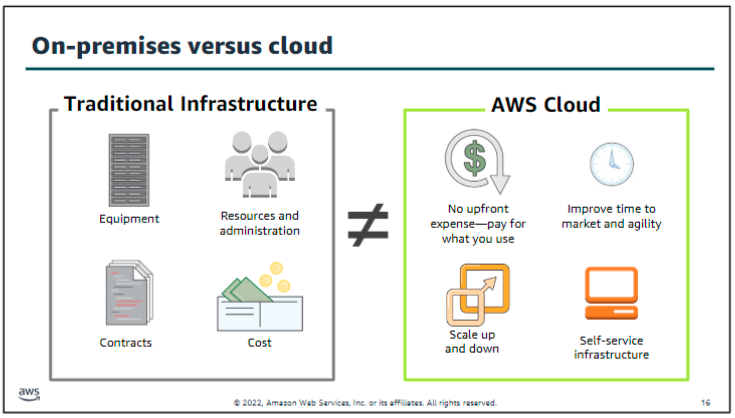 On-premises versus cloud
Traditional Infrastructure
Equipment
Resources and
administration
Contracts
Cost
≠
AWS Cloud
$
No upfront
expense—pay for
what you use
Improve time to
market and agility
Scale up
and down
Self-service
infrastructure
aws
© 2022, Amazon Web Services, Inc. or its affiliates. All rights reserved.
16